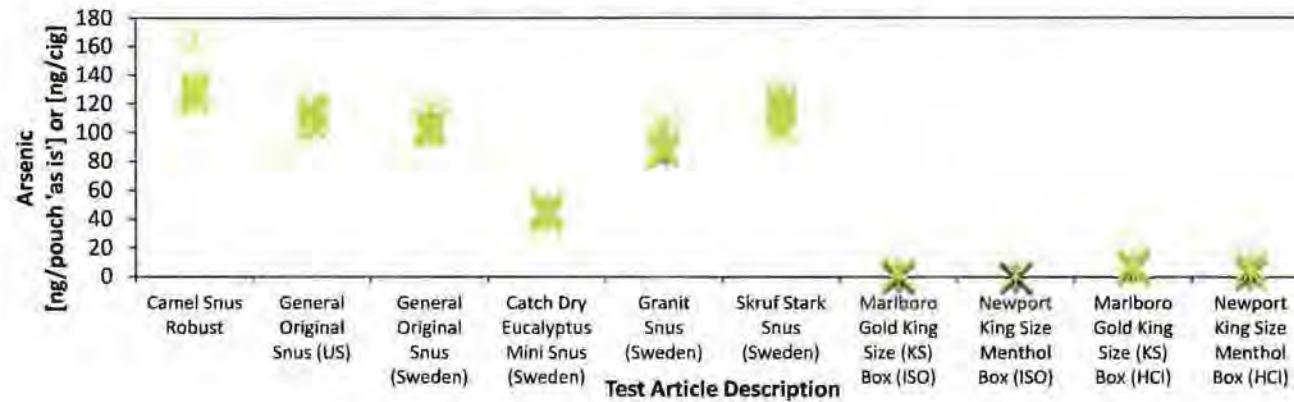 Arsenic
[ng/pouch 'as is'] or [ng/cig]
180
160
140
120
100
80
60
40
20
0
Camel Snus
Robust
General
Original
Snus (US)
General
Original
Snus
(Sweden)
Catch Dry
Eucalyptus
Mini Snus
(Sweden)
Granit
Snus
(Sweden)
Skruf Stark
Snus
(Sweden)
Marlboro
Gold King
Size (KS)
Box (ISO)
Newport
King Size
Menthol
Box (ISO)
Marlboro
Gold King
Size (KS)
Box (HCI)
Newport
King Size
Menthol
Box (HCI)
Test Article Description